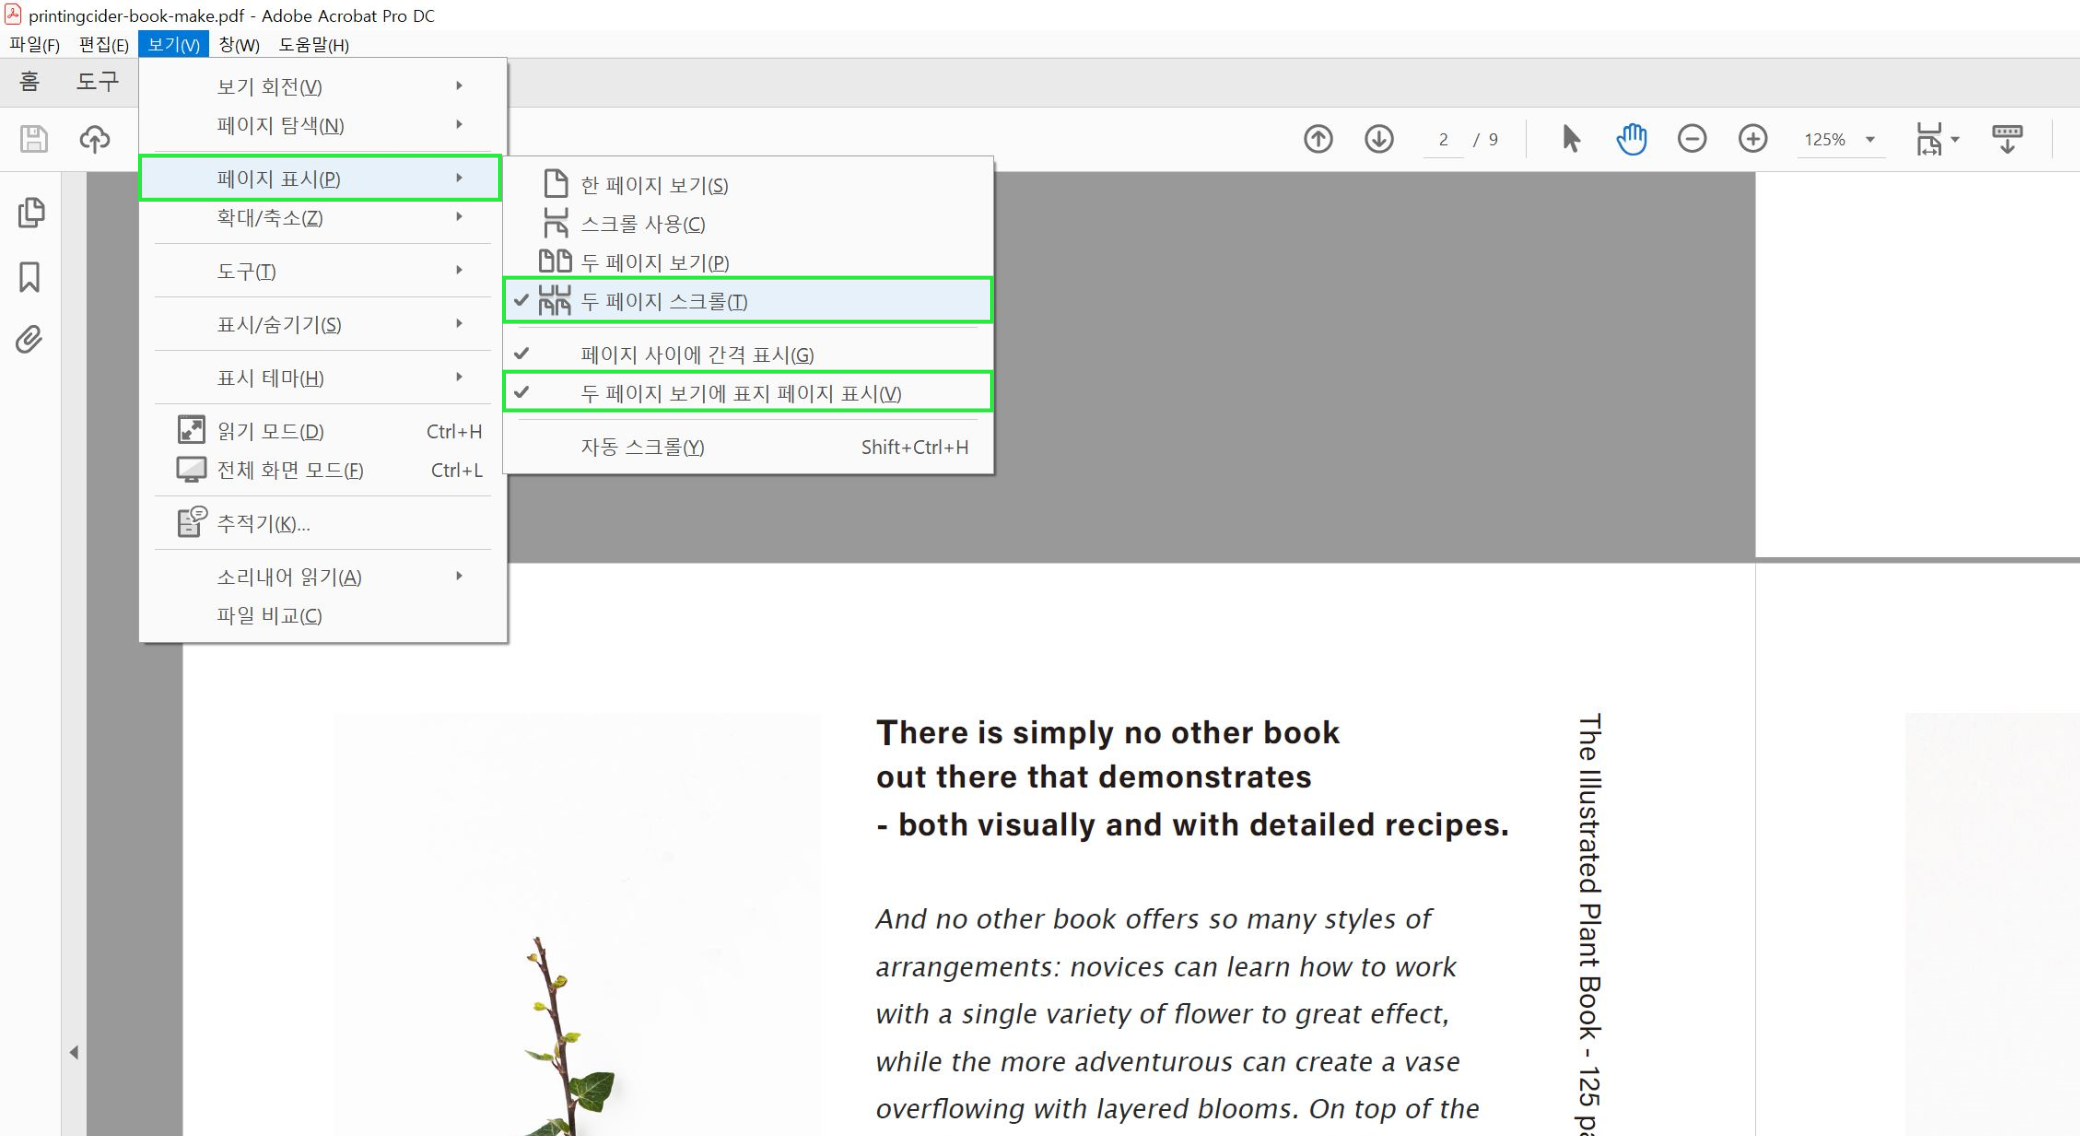 printingcider-book-make.pdf - Adobe Acrobat Pro DC
파일(F) 편집(E) 보기(V) 창(W) 도움말(H)
홈 도구
2 / 9 125%
보기 회전(V)
페이지 탐색(N)
페이지 표시(P)
확대/축소(Z)
도구(T)
표시/숨기기(S)
표시 테마(H)
읽기 모드(D) Ctrl+H
전체 화면 모드(F) Ctrl+L
추적기(K)...
소리내어 읽기(A)
파일 비교(C)
한 페이지 보기(S)
스크롤 사용(C)
두 페이지 보기(P)
두 페이지 스크롤(T)
페이지 사이에 간격 표시(G)
두 페이지 보기에 표지 페이지 표시(V)
자동 스크롤(Y) Shift+Ctrl+H
There is simply no other book
out there that demonstrates
- both visually and with detailed recipes.
And no other book offers so many styles of
arrangements: novices can learn how to work
with a single variety of flower to great effect,
while the more adventurous can create a vase
overflowing with layered blooms. On top of the
The Illustrated Plant Book - 125 pa